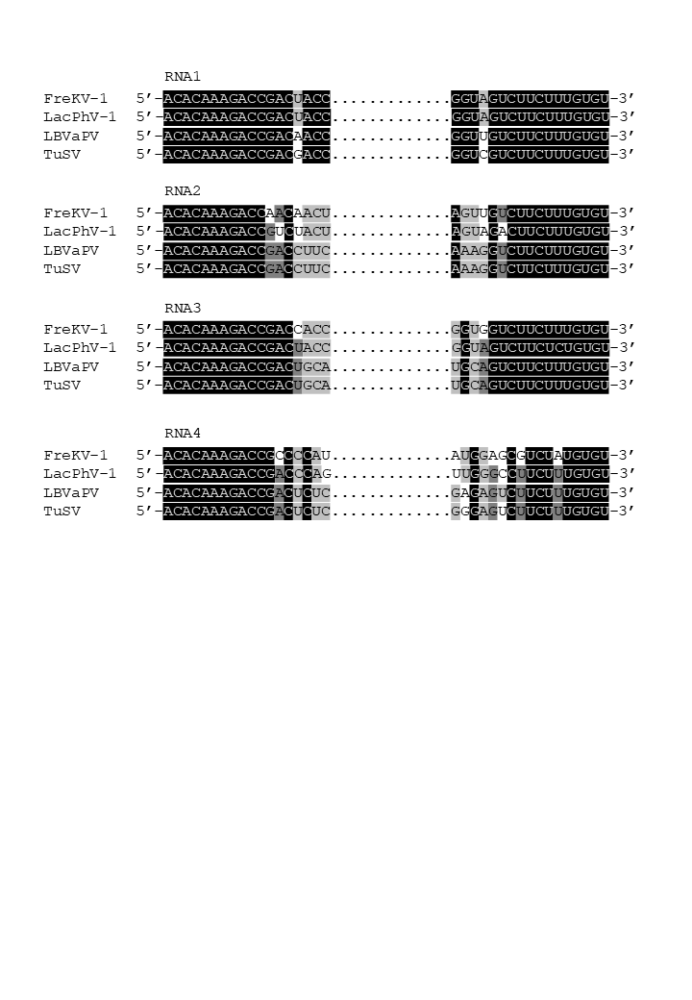 RNA1
FreKV-1 5’-ACACAAAGACCGACUACC.............GGUAGUCUUCUUUGUGU-3’
LacPhV-1 5’-ACACAAAGACCGACUACC.............GGUAGUCUUCUUUGUGU-3’
LBVaPV 5’-ACACAAAGACCGACAACC.............GGUUGUCUUCUUUGUGU-3’
TuSV 5’-ACACAAAGACCGACGACC.............GGUCGUCUUCUUUGUGU-3’
RNA2
FreKV-1 5’-ACACAAAGACCAACAACU.............AGUUGUCUUCUUUGUGU-3’
LacPhV-1 5’-ACACAAAGACCGUCUACU.............AGUAGACUUCUUUGUGU-3’
LBVaPV 5’-ACACAAAGACCGACCUUC.............AAAGGUCUUCUUUGUGU-3’
TuSV 5’-ACACAAAGACCGACCUUC.............AAAGGUCUUCUUUGUGU-3’
RNA3
FreKV-1 5’-ACACAAAGACCGACCACC.............GGUGGUCUUCUUUGUGU-3’
LacPhV-1 5’-ACACAAAGACCGACUACC.............GGUAGUCUUCUCUGUGU-3’
LBVaPV 5’-ACACAAAGACCGACUGCA.............UGCAGUCUUCUUUGUGU-3’
TuSV 5’-ACACAAAGACCGACUGCA.............UGCAGUCUUCUUUGUGU-3’
RNA4
FreKV-1 5’-ACACAAAGACCGCCCCAU.............AUGGAGCGUCUAUGUGU-3’
LacPhV-1 5’-ACACAAAGACCGACCCAG.............UUGGGCCUUCUUUGUGU-3’
LBVaPV 5’-ACACAAAGACCGACUCUC.............GAGAGUCUUCUUUGUGU-3’
TuSV 5’-ACACAAAGACCGACUCUC.............GGGAGUCUUCUUUGUGU-3’